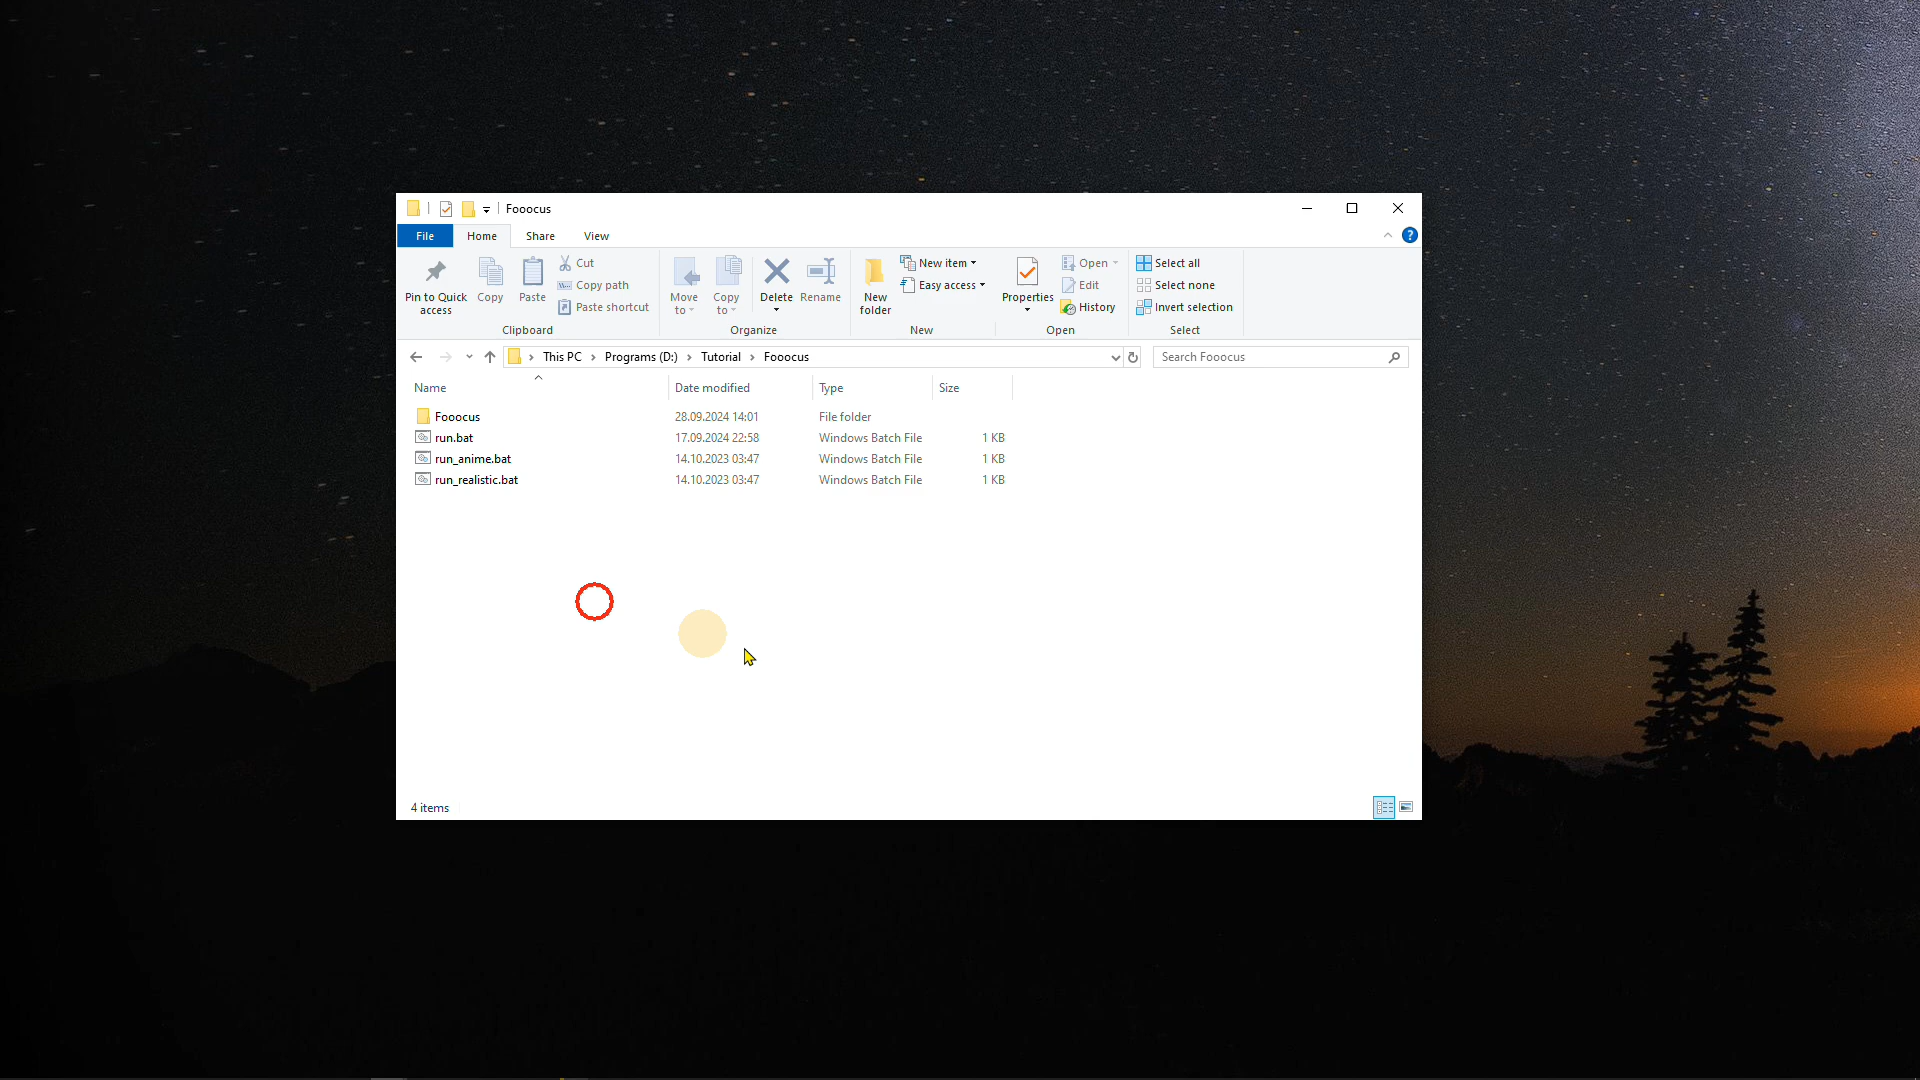 Fooocus
File Home Share View
Pin to Quick access
Copy
Paste
Cut
Copy path
Paste shortcut
Clipboard
Move to
Copy to
Delete
Rename
Organize
New folder
New item
Easy access
New
Properties
Open
Edit
History
Open
Select all
Select none
Invert selection
Select
This PC > Programs (D:) > Tutorial > Fooocus
Search Fooocus
Name Date modified Type Size
Fooocus 28.09.2024 14:01 File folder
run.bat 17.09.2024 22:58 Windows Batch File 1 KB
run_anime.bat 14.10.2023 03:47 Windows Batch File 1 KB
run_realistic.bat 14.10.2023 03:47 Windows Batch File 1 KB
4 items